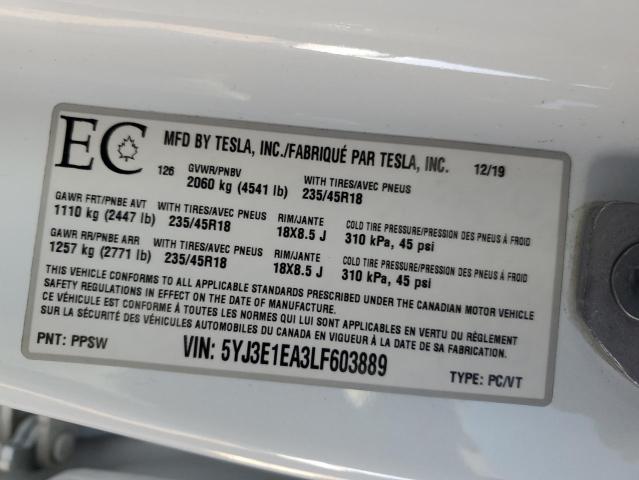 EC MFD BY TESLA, INC./FABRIQUÉ PAR TESLA, INC. 12/19
126 GVWR/PNBV WITH TIRES/AVEC PNEUS
2060 kg (4541 lb) 235/45R18
GAWR FRT/PNBE AVT WITH TIRES/AVEC PNEUS RIM/JANTE COLD TIRE PRESSURE/PRESSION DES PNEUS À FROID
1110 kg (2447 lb) 235/45R18 18X8.5 J 310 kPa, 45 psi
GAWR RR/PNBE ARR WITH TIRES/AVEC PNEUS RIM/JANTE COLD TIRE PRESSURE/PRESSION DES PNEUS À FROID
1257 kg (2771 lb) 235/45R18 18X8.5 J 310 kPa, 45 psi
THIS VEHICLE CONFORMS TO ALL APPLICABLE STANDARDS PRESCRIBED UNDER THE CANADIAN MOTOR VEHICLE
SAFETY REGULATIONS IN EFFECT ON THE DATE OF MANUFACTURE.
CE VÉHICULE EST CONFORME À TOUTES LES NORMES QUI LUI SONT APPLICABLES EN VERTU DU RÉGLEMENT
SUR LA SÉCURITÉ DES VÉHICULES AUTOMOBILES DU CANADA EN VIGUEUR À LA DATE DE SA FABRICATION.
PNT: PPSW VIN: 5YJ3E1EA3LF603889 TYPE: PC/VT